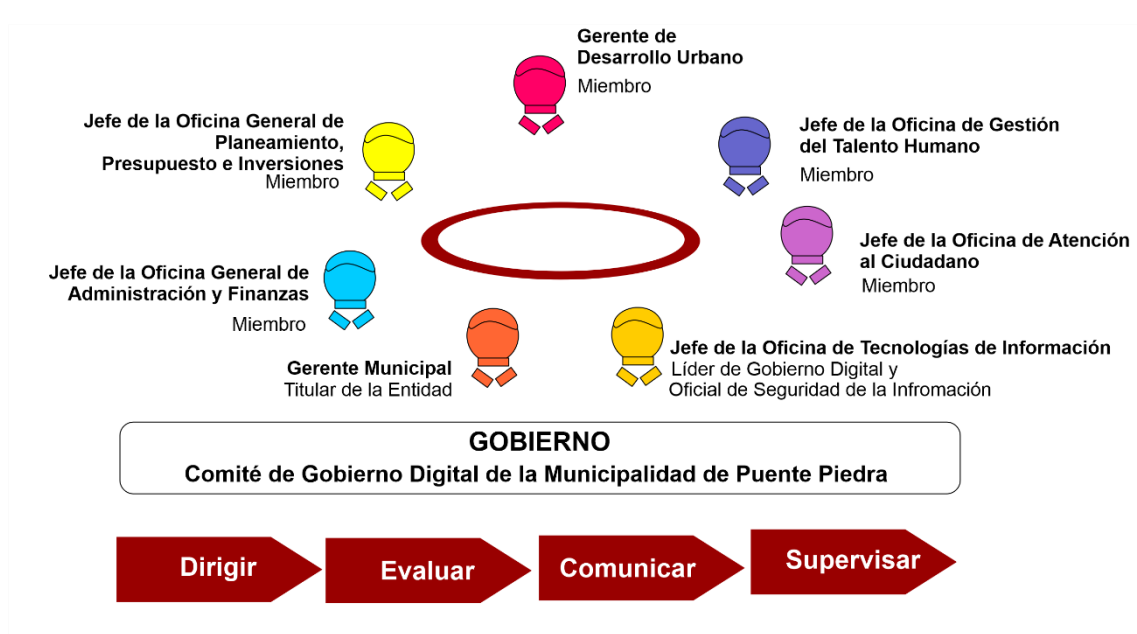 Gerente de
Desarrollo Urbano
Miembro
Jefe de la Oficina General de
Planeamiento,
Presupuesto e Inversiones
Miembro
Jefe de la Oficina de Gestión
del Talento Humano
Miembro
Jefe de la Oficina de Atención
al Ciudadano
Miembro
Jefe de la Oficina General de
Administración y Finanzas
Miembro
Gerente Municipal
Titular de la Entidad
Jefe de la Oficina de Tecnologías de Información
Líder de Gobierno Digital y
Oficial de Seguridad de la Infromación
GOBIERNO
Comité de Gobierno Digital de la Municipalidad de Puente Piedra
Dirigir
Evaluar
Comunicar
Supervisar